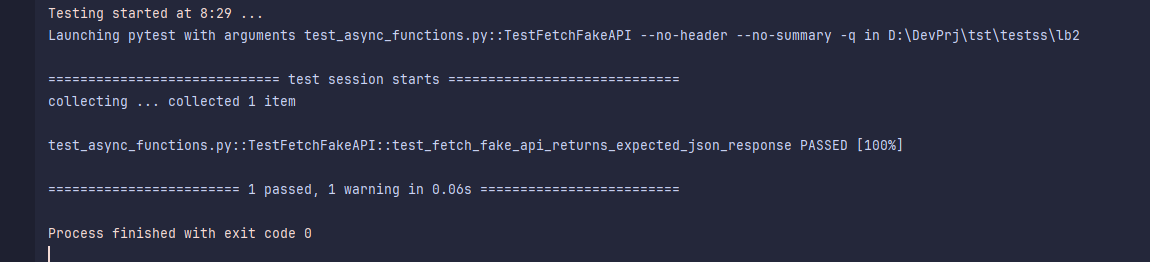 Testing started at 8:29 ...
Launching pytest with arguments test_async_functions.py::TestFetchFakeAPI --no-header --no-summary -q in D:\DevPrj\tst\testss\lb2
============================= test session starts =============================
collecting ... collected 1 item
test_async_functions.py::TestFetchFakeAPI::test_fetch_fake_api_returns_expected_json_response PASSED [100%]
======================== 1 passed, 1 warning in 0.06s =========================
Process finished with exit code 0